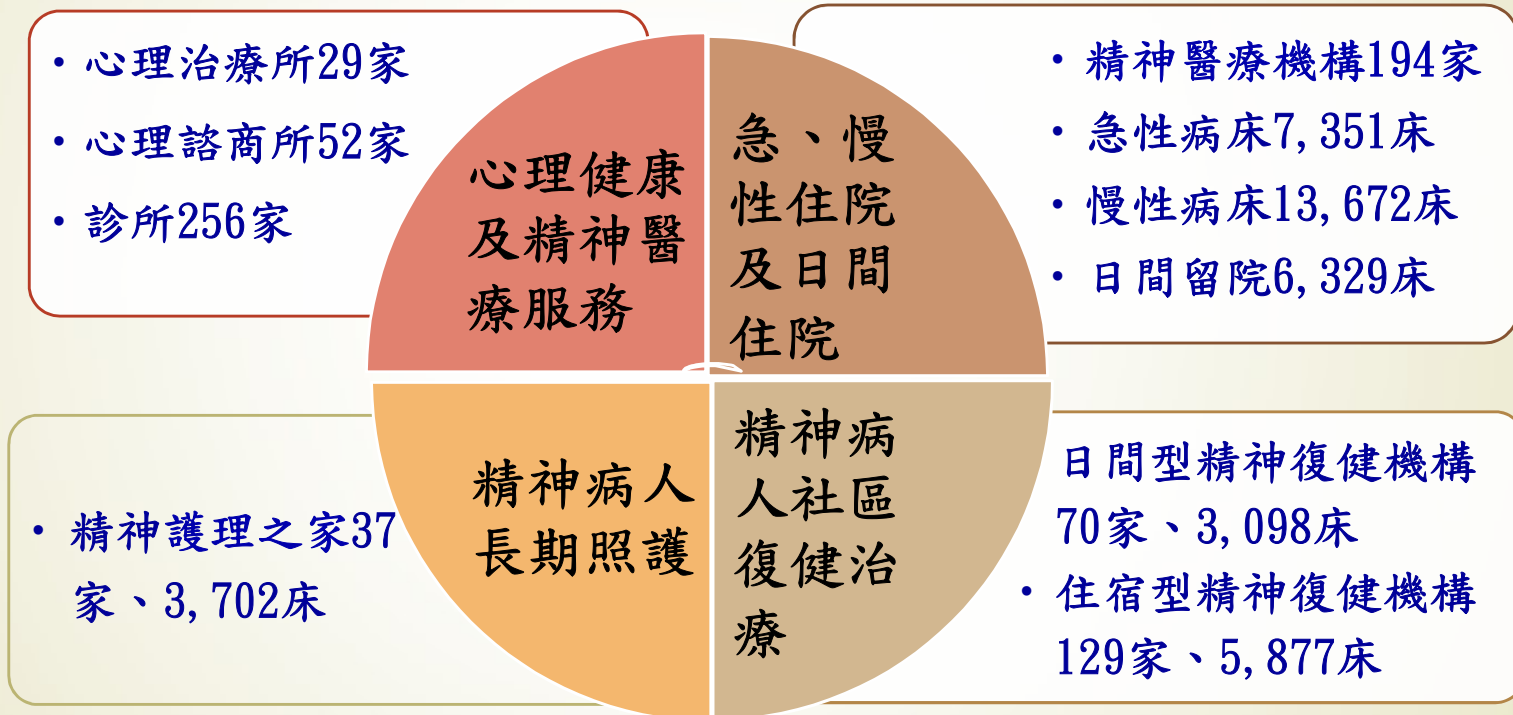 • 心理治療所29家
• 心理諮商所52家
• 診所256家
心理健康
及精神醫
療服務
急、慢
性住院
及日間
住院
• 精神醫療機構194家
• 急性病床7,351床
• 慢性病床13,672床
• 日間留院6,329床
• 精神護理之家37
家、3,702床
精神病人
長期照護
精神病
人社區
復健治
療
日間型精神復健機構
70家、3,098床
• 住宿型精神復健機構
129家、5,877床